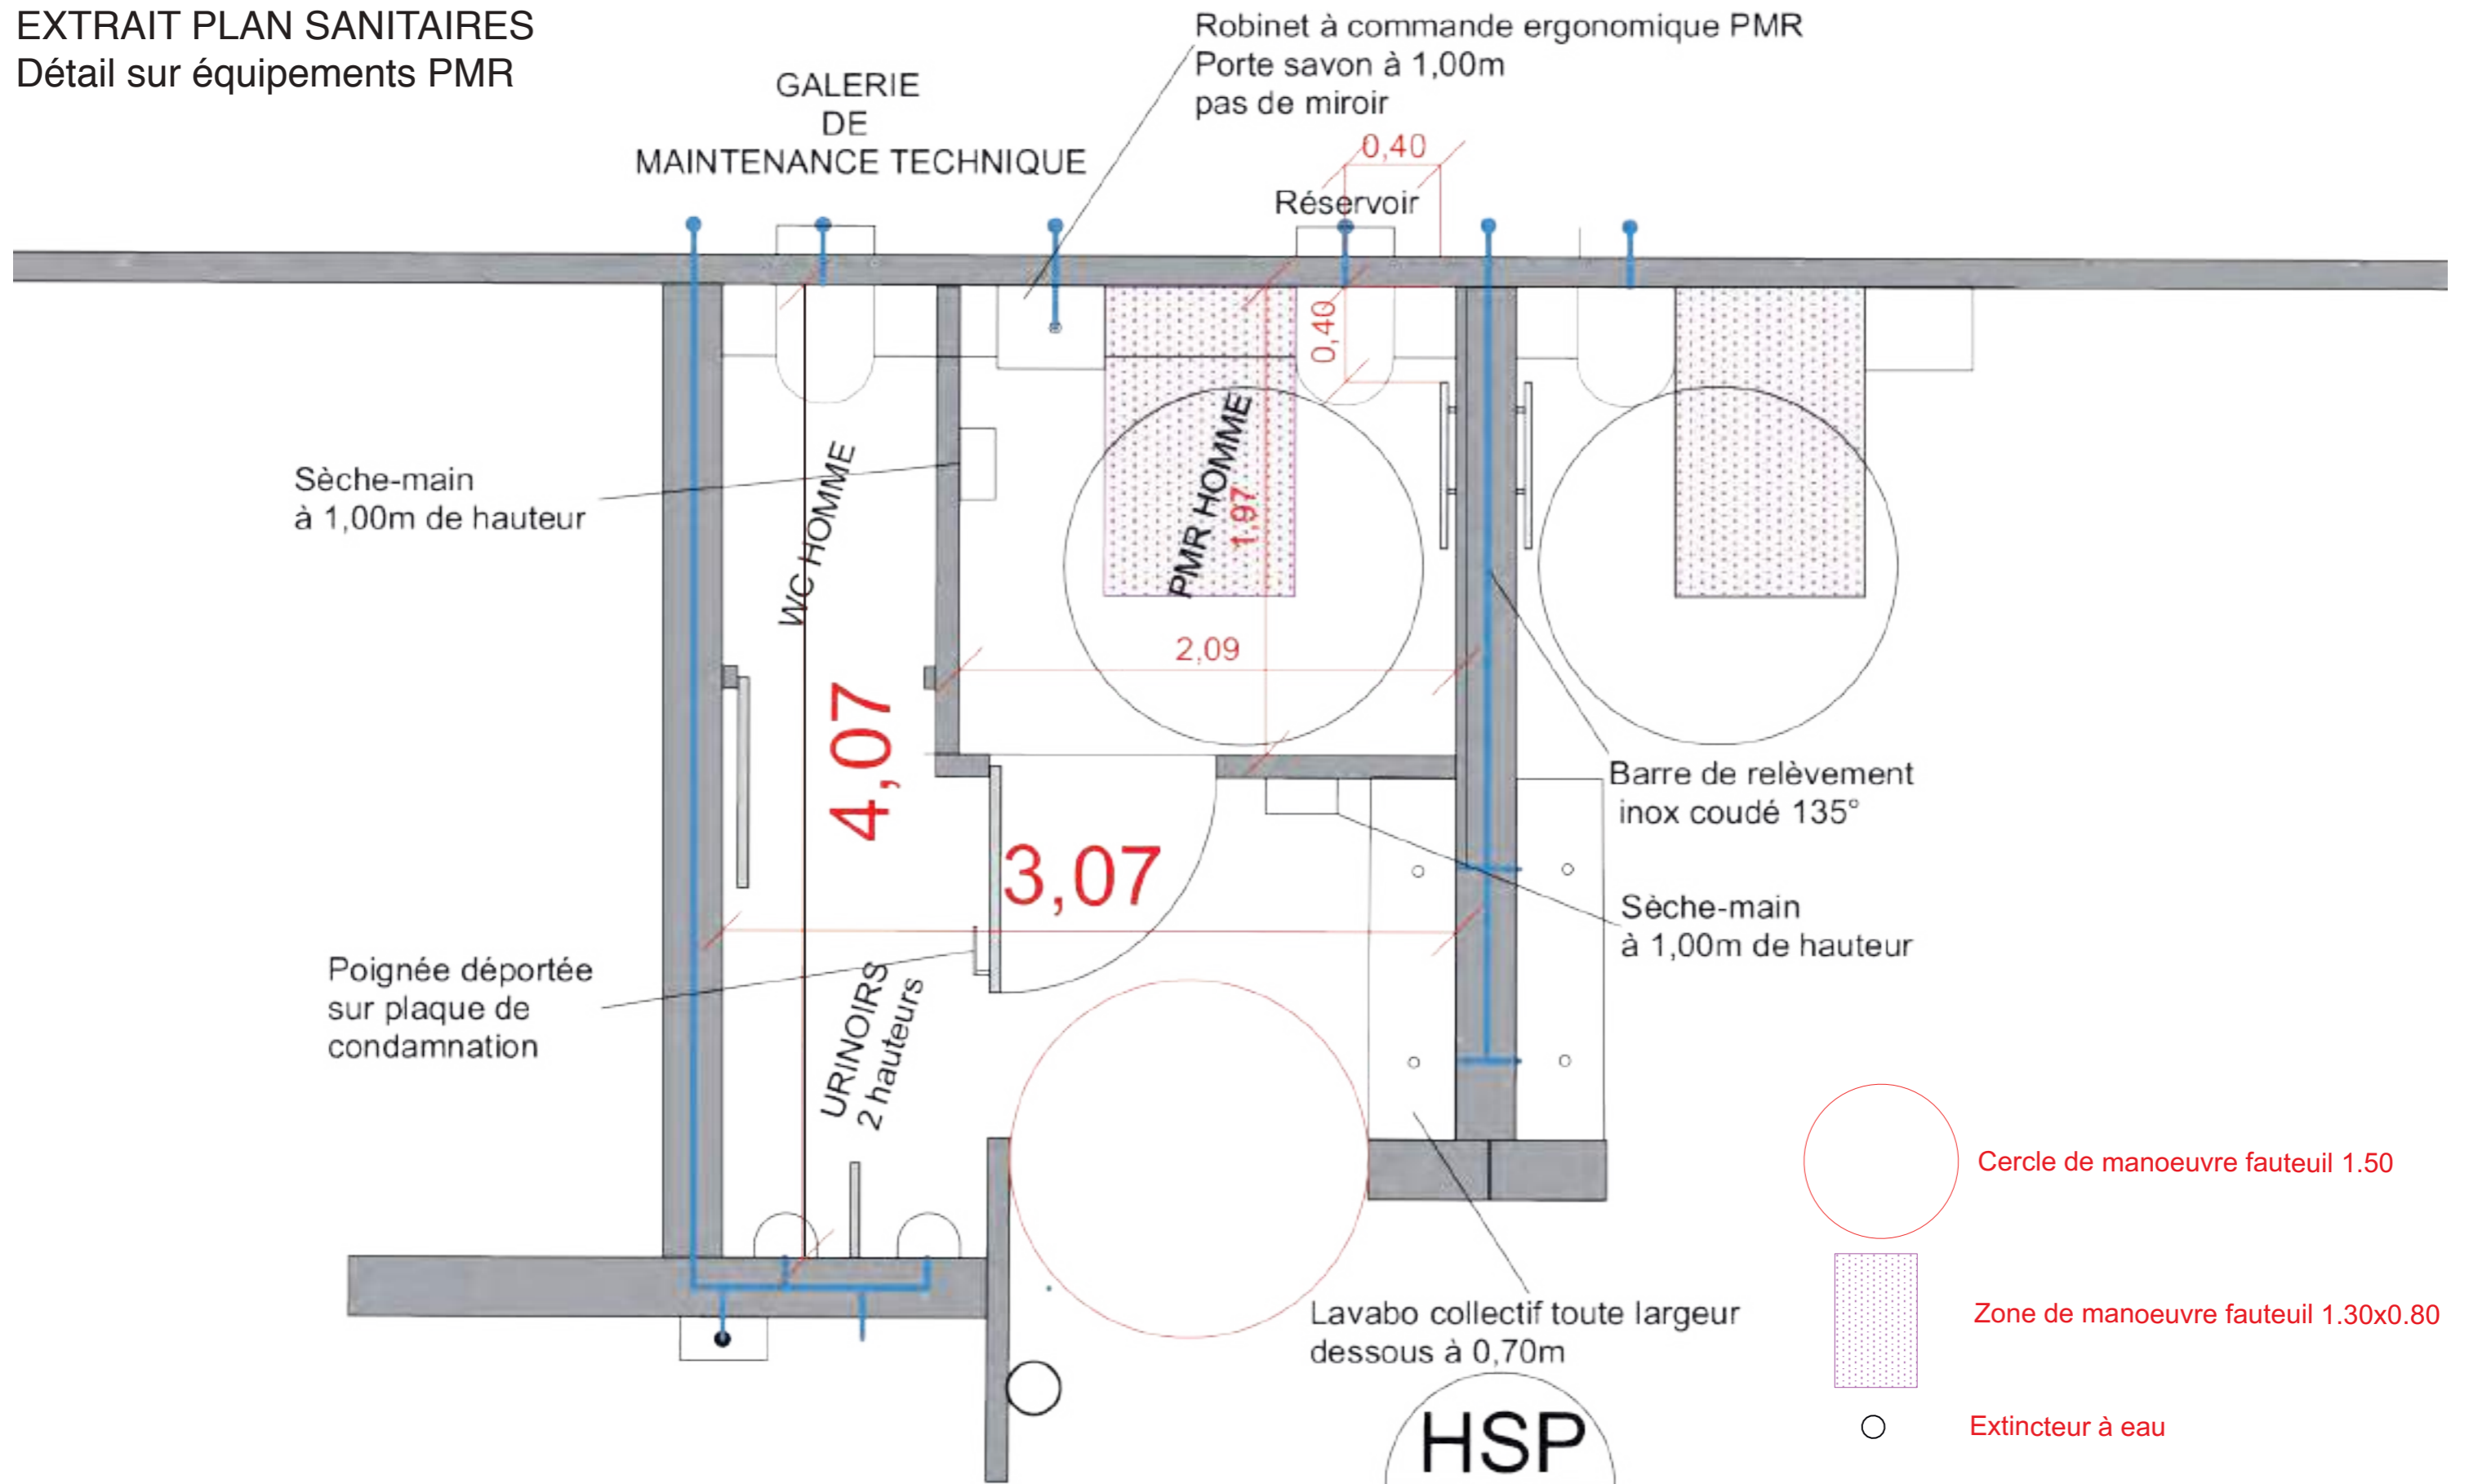 EXTRAIT PLAN SANITAIRES
Détail sur équipements PMR
GALERIE
DE
MAINTENANCE TECHNIQUE
Robinet à commande ergonomique PMR
Porte savon à 1,00m
pas de miroir
0,40
Réservoir
0,40
Sèche-main
à 1,00m de hauteur
WC HOMME
PMR HOMME
1,97
2,09
4,07
3,07
Barre de relèvement
inox coudé 135°
Sèche-main
à 1,00m de hauteur
Poignée déportée
sur plaque de
condamnation
URINOIRS
2 hauteurs
Lavabo collectif toute largeur
dessous à 0,70m
HSP
Cercle de manoeuvre fauteuil 1.50
Zone de manoeuvre fauteuil 1.30x0.80
Extincteur à eau